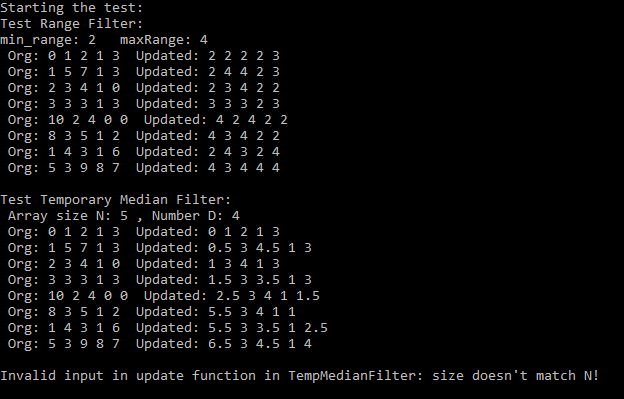 Starting the test:
Test Range Filter:
min_range: 2   maxRange: 4
 Org: 0 1 2 1 3  Updated: 2 2 2 2 3
 Org: 1 5 7 1 3  Updated: 2 4 4 2 3
 Org: 2 3 4 1 0  Updated: 2 3 4 2 2
 Org: 3 3 3 1 3  Updated: 3 3 3 2 3
 Org: 10 2 4 0 0  Updated: 4 2 4 2 2
 Org: 8 3 5 1 2  Updated: 4 3 4 2 2
 Org: 1 4 3 1 6  Updated: 2 4 3 2 4
 Org: 5 3 9 8 7  Updated: 4 3 4 4 4
Test Temporary Median Filter:
 Array size N: 5 , Number D: 4
 Org: 0 1 2 1 3  Updated: 0 1 2 1 3
 Org: 1 5 7 1 3  Updated: 0.5 3 4.5 1 3
 Org: 2 3 4 1 0  Updated: 1 3 4 1 3
 Org: 3 3 3 1 3  Updated: 1.5 3 3.5 1 3
 Org: 10 2 4 0 0  Updated: 2.5 3 4 1 1.5
 Org: 8 3 5 1 2  Updated: 5.5 3 4 1 1
 Org: 1 4 3 1 6  Updated: 5.5 3 3.5 1 2.5
 Org: 5 3 9 8 7  Updated: 6.5 3 4.5 1 4
Invalid input in update function in TempMedianFilter: size doesn't match N!